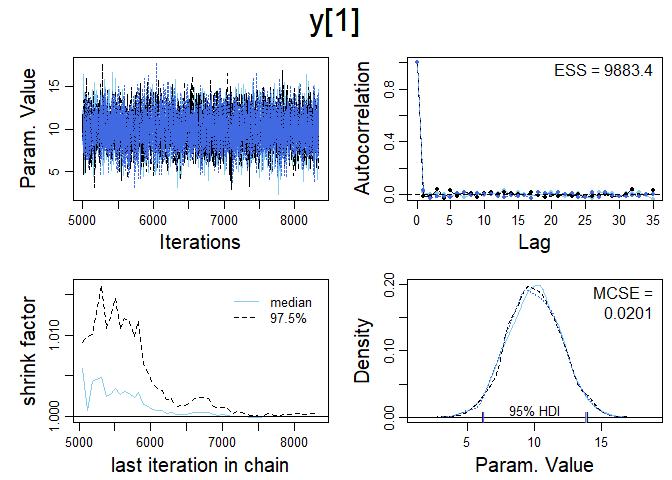 y[1]
Param. Value
5 10 15
5000 6000 7000 8000
Iterations
ESS = 9883.4
Autocorrelation
0.0 0.4 0.8
0 5 10 15 20 25 30 35
Lag
shrink factor
1.000 1.010
median
97.5%
5000 6000 7000 8000
last iteration in chain
MCSE =
0.0201
Density
0.00 0.10 0.20
95% HDI
5 10 15
Param. Value